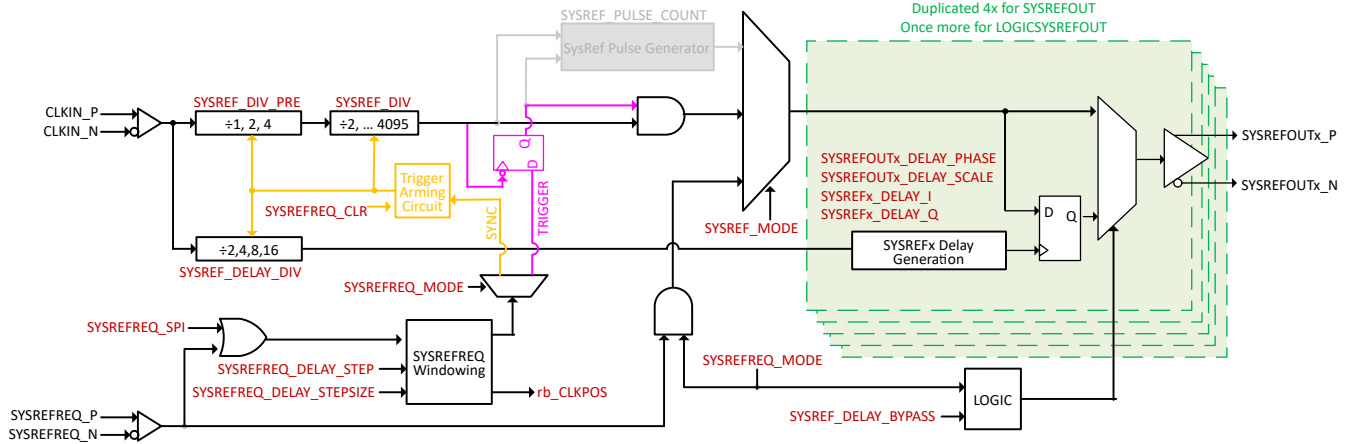 Duplicated 4x for SYSREFOUT
Once more for LOGICSYSREFOUT
SYSREF_PULSE_COUNT
SysRef Pulse Generator
CLKIN_P
CLKIN_N
SYSREF_DIV_PRE
÷1, 2, 4
SYSREF_DIV
÷2, ... 4095
Q
D
TRIGGER
Trigger
Arming
Circuit
SYSREFREQ_CLR
SYNC
÷2,4,8,16
SYSREF_DELAY_DIV
SYSREF_MODE
SYSREFOUTx_DELAY_PHASE
SYSREFOUTx_DELAY_SCALE
SYSREFx_DELAY_I
SYSREFx_DELAY_Q
SYSREFx Delay
Generation
D
Q
SYSREFOUTx_P
SYSREFOUTx_N
SYSREFREQ_MODE
SYSREFREQ_SPI
SYSREFREQ
Windowing
SYSREFREQ_DELAY_STEP
SYSREFREQ_DELAY_STEPSIZE
rb_CLKPOS
SYSREFREQ_MODE
SYSREF_DELAY_BYPASS
LOGIC
SYSREFREQ_P
SYSREFREQ_N